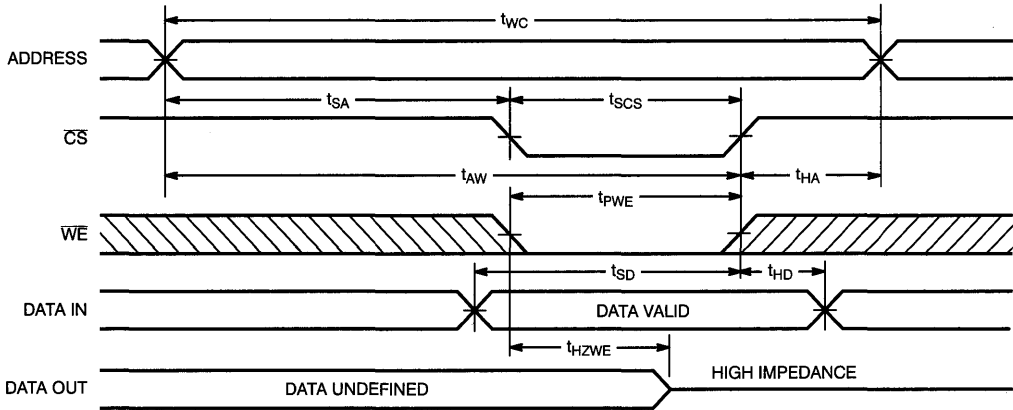 tWC
ADDRESS
tSA tSCS
CS
tAW tHA
tPWE
WE
tSD tHD
DATA IN DATA VALID
tHZWE
HIGH IMPEDANCE
DATA OUT DATA UNDEFINED